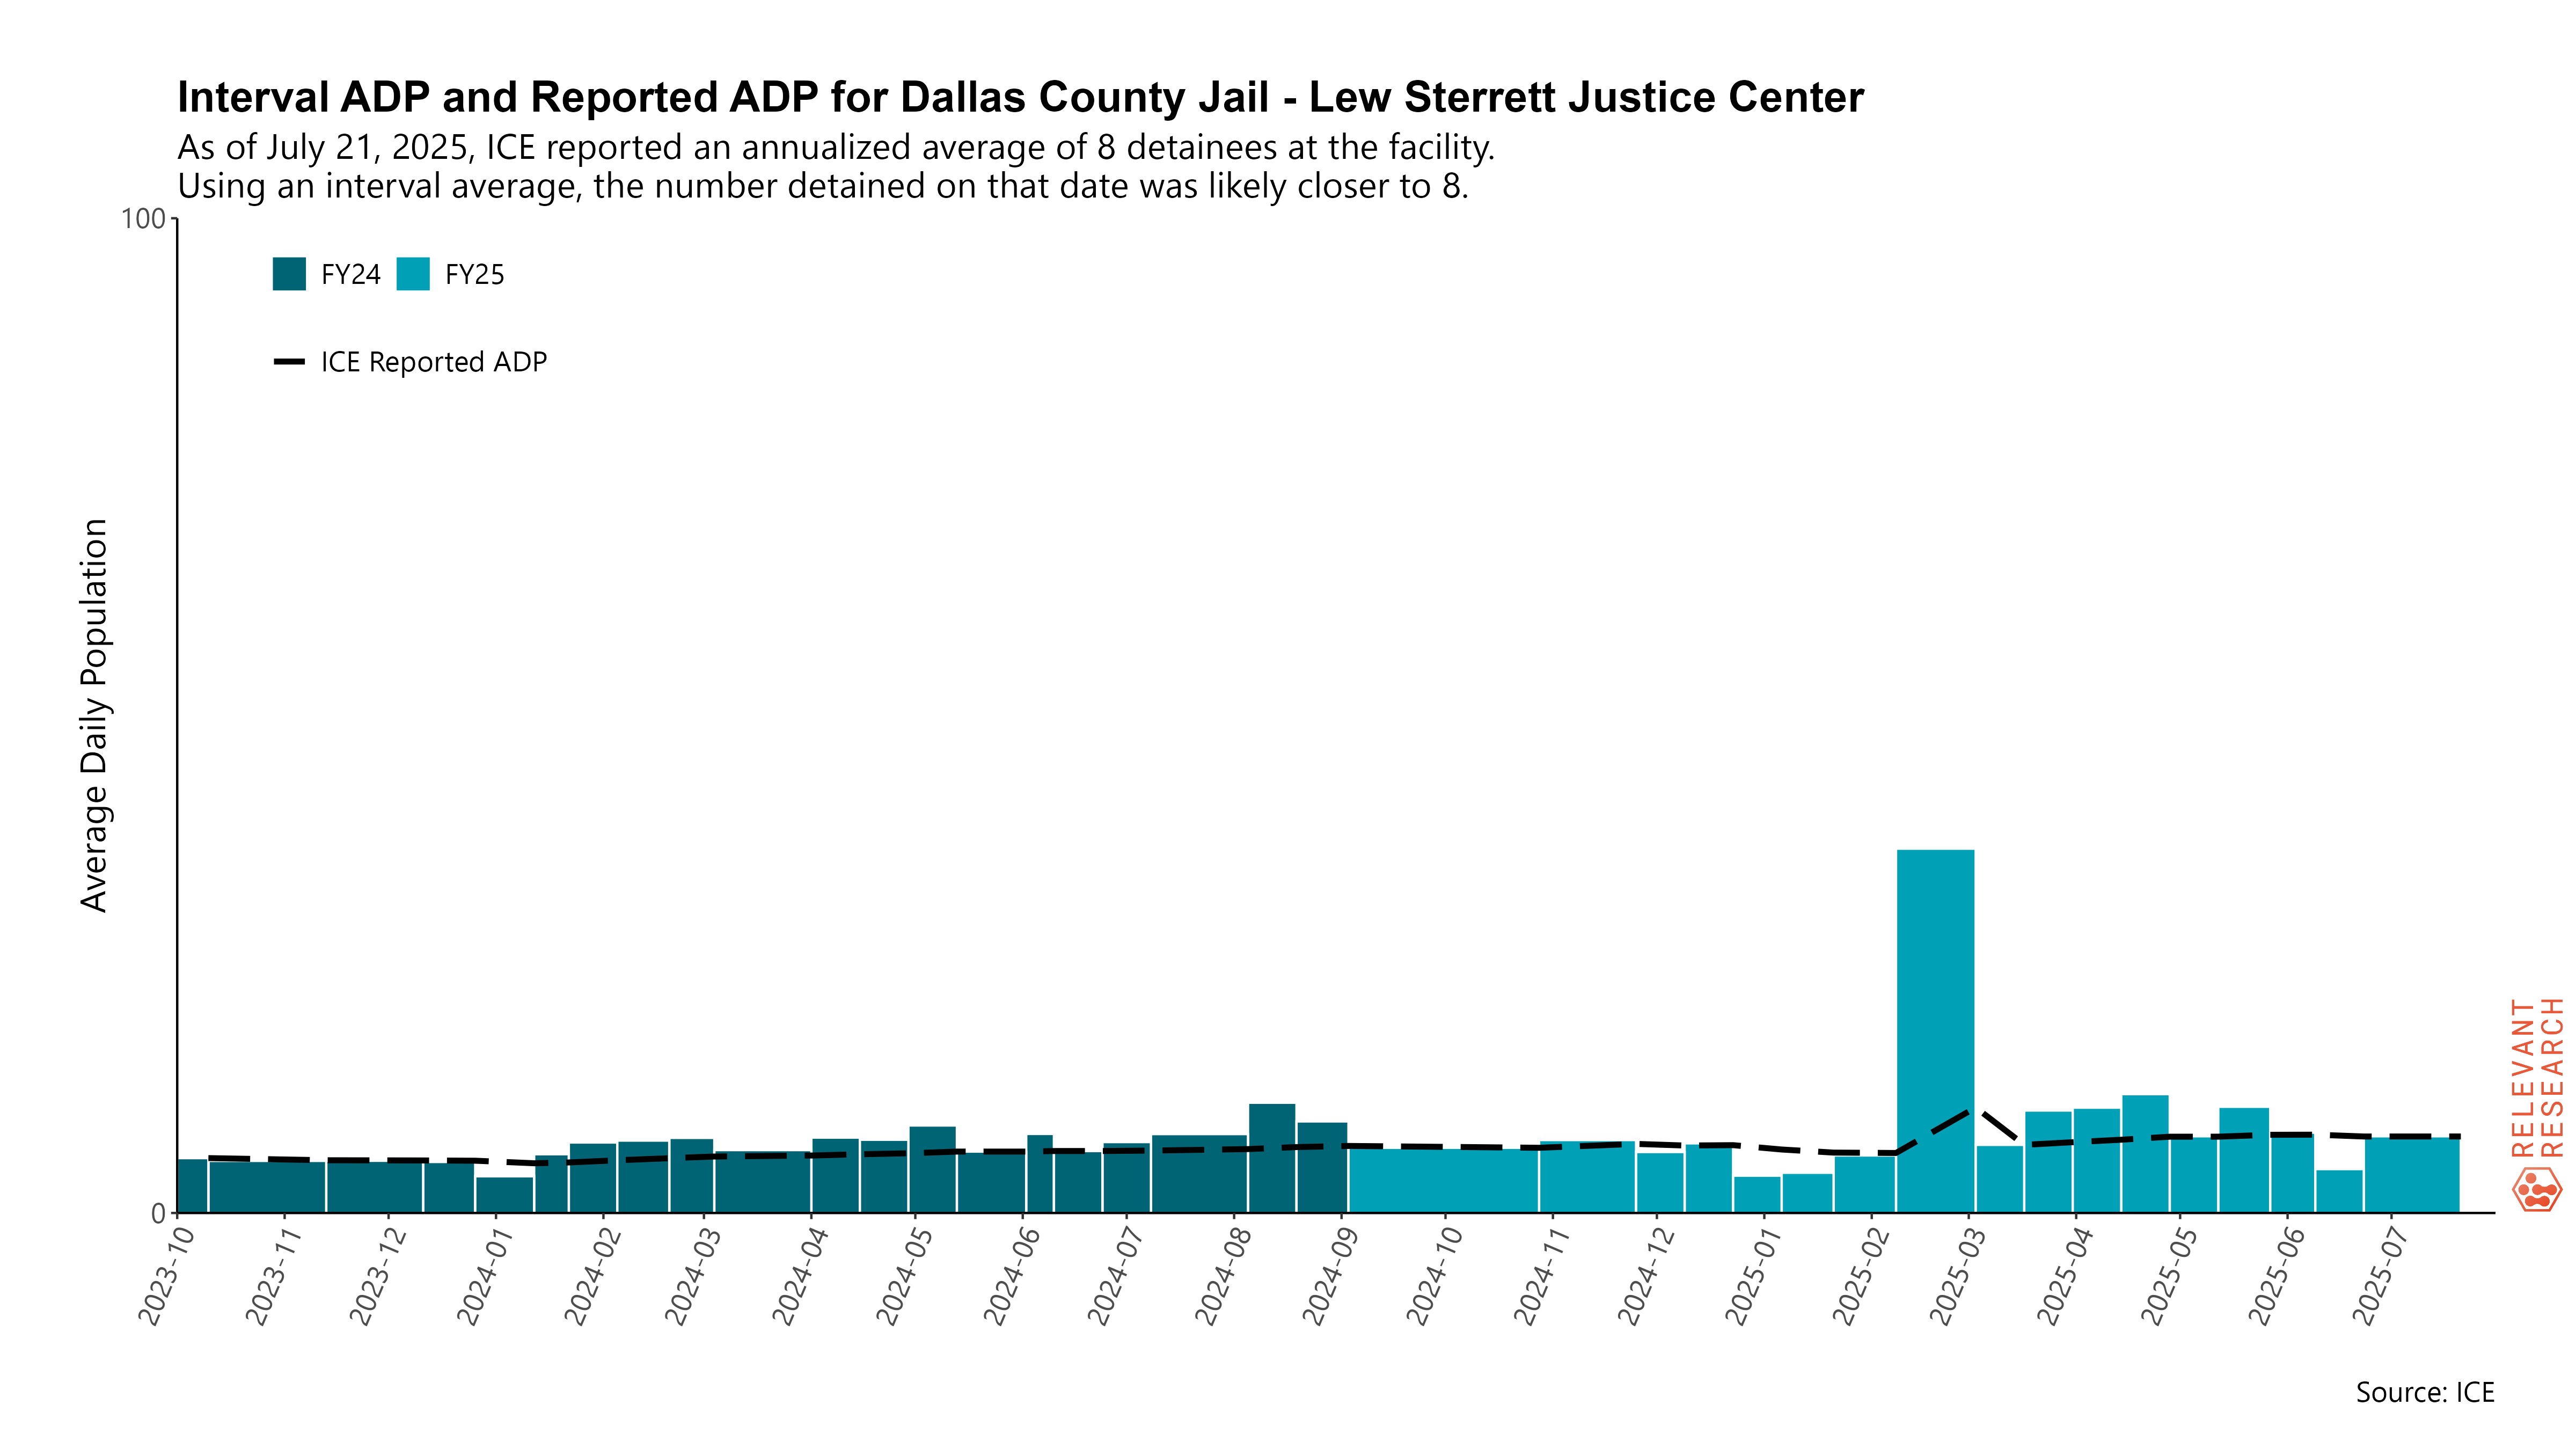 Interval ADP and Reported ADP for Dallas County Jail - Lew Sterrett Justice Center
As of July 21, 2025, ICE reported an annualized average of 8 detainees at the facility.
Using an interval average, the number detained on that date was likely closer to 8.
100
FY24 FY25
ICE Reported ADP
Average Daily Population
0
2023-10 2023-11 2023-12 2024-01 2024-02 2024-03 2024-04 2024-05 2024-06 2024-07 2024-08 2024-09 2024-10 2024-11 2024-12 2025-01 2025-02 2025-03 2025-04 2025-05 2025-06 2025-07
RELEVANT
RESEARCH
Source: ICE